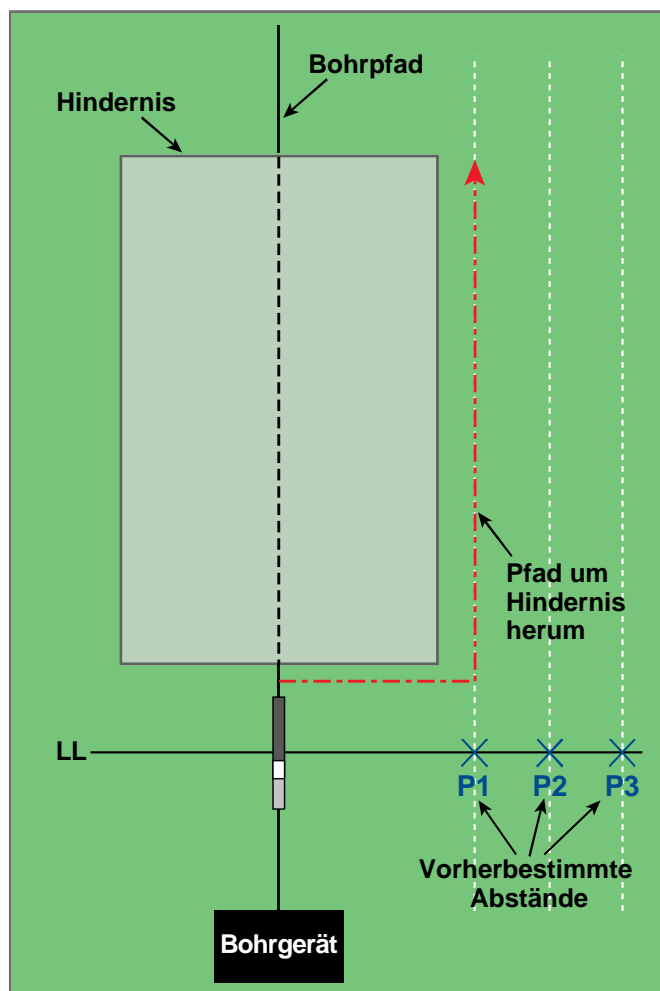 Bohrpfad
Hindernis
Pfad um
Hindernis
herum
LL
P1 P2 P3
Vorherbestimmte
Abstände
Bohrgerät